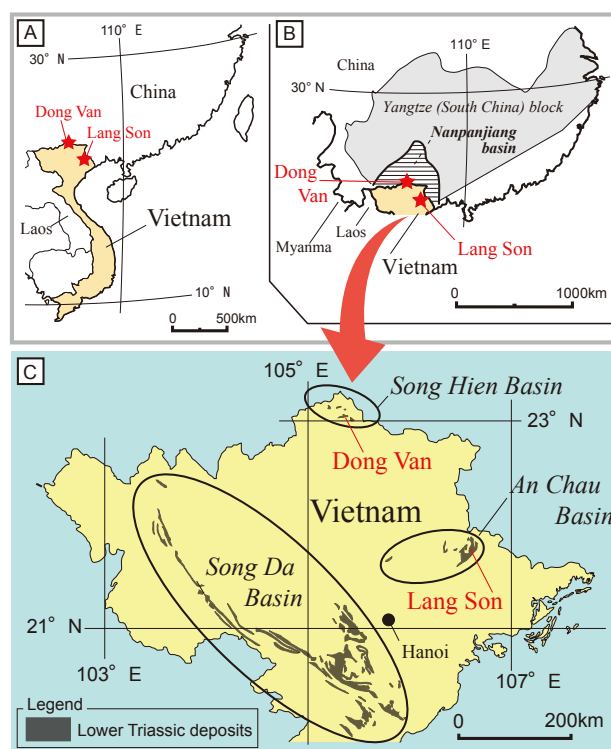 A
110° E
30° N
China
Dong Van
Lang Son
Laos
Vietnam
10° N
0 500km
B
110° E
China
30° N
Yangtze (South China) block
Nanpanjiang
basin
Dong
Van
Laos
Myanma
Lang Son
Vietnam
0 1000km
C
105° E
Song Hien Basin
23° N
Dong Van
An Chau
Basin
Vietnam
Song Da
Basin
Lang Son
21° N
Hanoi
103°
E
107°
E
Legend
Lower Triassic deposits
0 200km